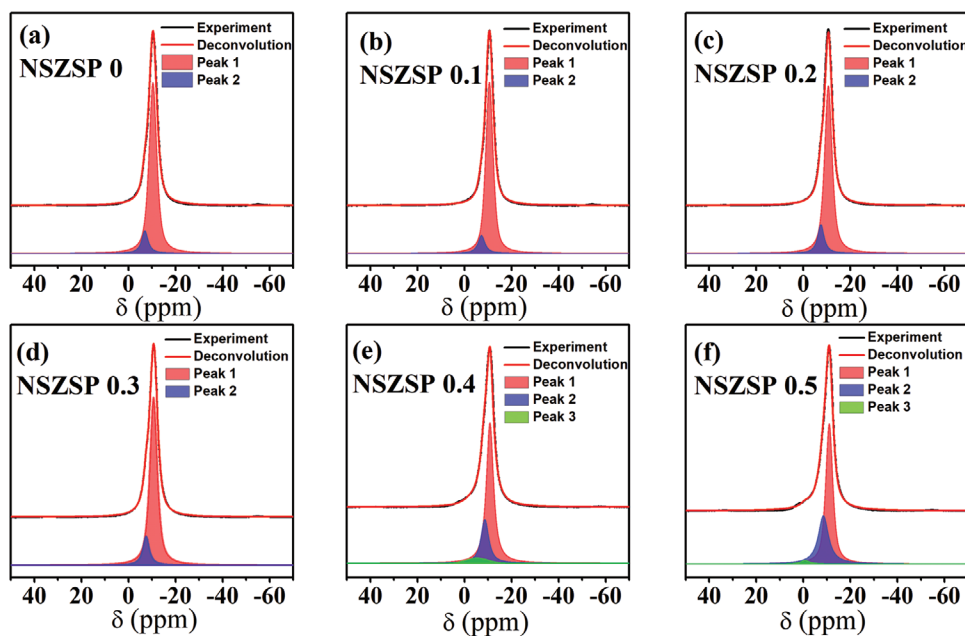 (a)
NSZSP 0
Experiment
Deconvolution
Peak 1
Peak 2
40 20 0 -20 -40 -60
δ (ppm)
(b)
NSZSP 0.1
Experiment
Deconvolution
Peak 1
Peak 2
40 20 0 -20 -40 -60
δ (ppm)
(c)
NSZSP 0.2
Experiment
Deconvolution
Peak 1
Peak 2
40 20 0 -20 -40 -60
δ (ppm)
(d)
NSZSP 0.3
Experiment
Deconvolution
Peak 1
Peak 2
40 20 0 -20 -40 -60
δ (ppm)
(e)
NSZSP 0.4
Experiment
Deconvolution
Peak 1
Peak 2
Peak 3
40 20 0 -20 -40 -60
δ (ppm)
(f)
NSZSP 0.5
Experiment
Deconvolution
Peak 1
Peak 2
Peak 3
40 20 0 -20 -40 -60
δ (ppm)